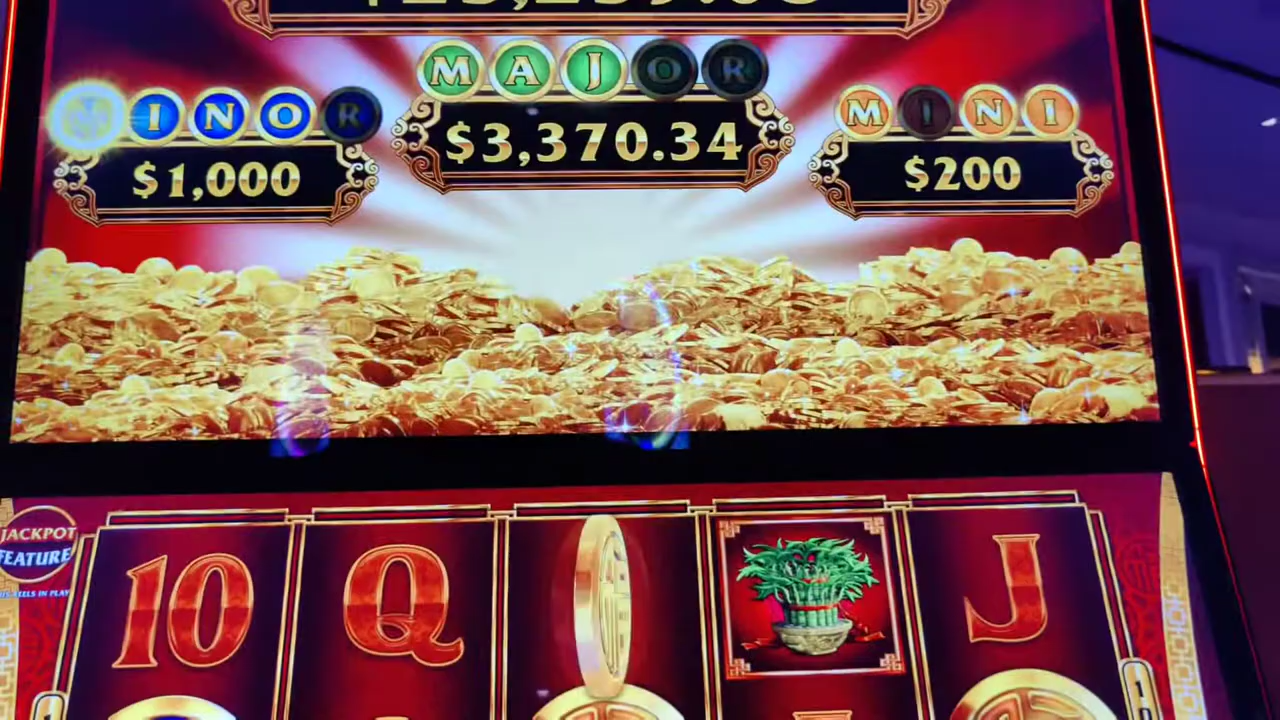 MAJOR
MINOR
MINI
$3,370.34
$1,000
$200
JACKPOT
FEATURE
10
Q
J